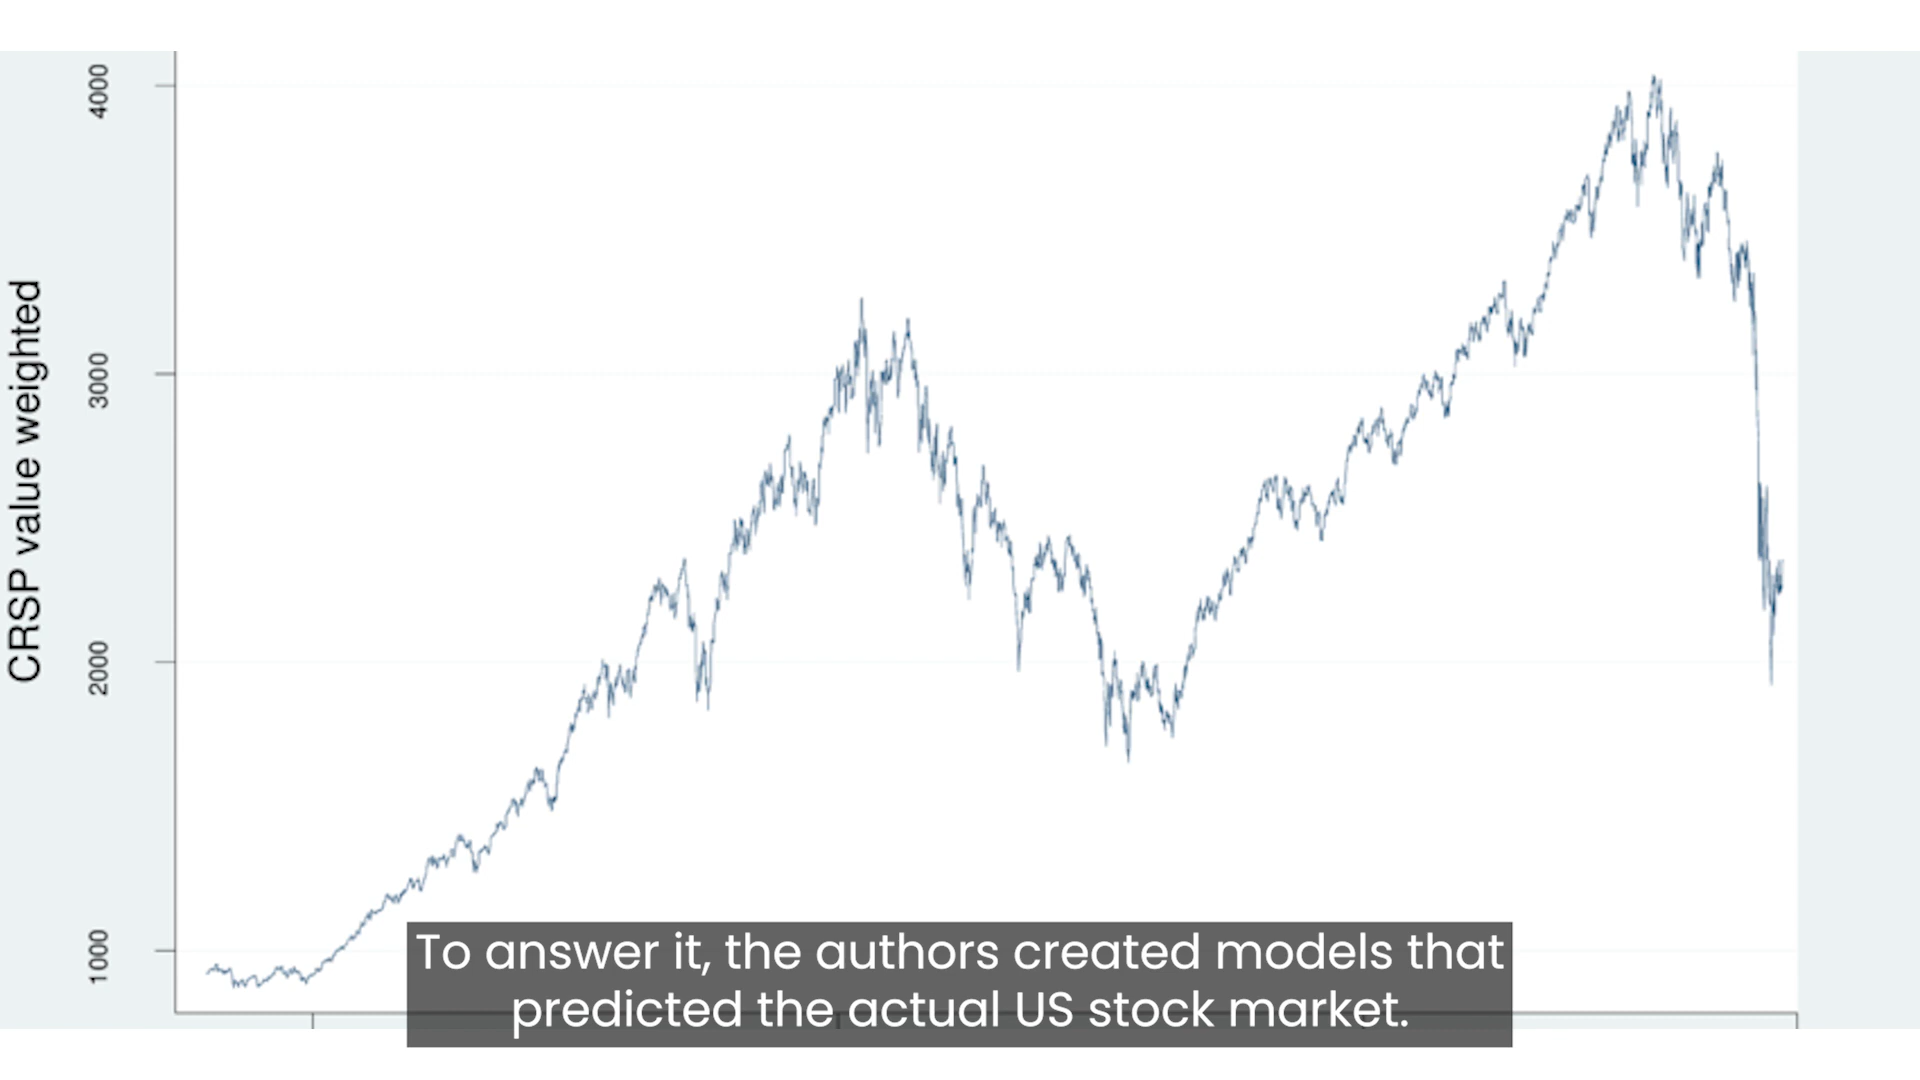 4000
3000
2000
1000
CRSP value weighted
To answer it, the authors created models that
predicted the actual US stock market.